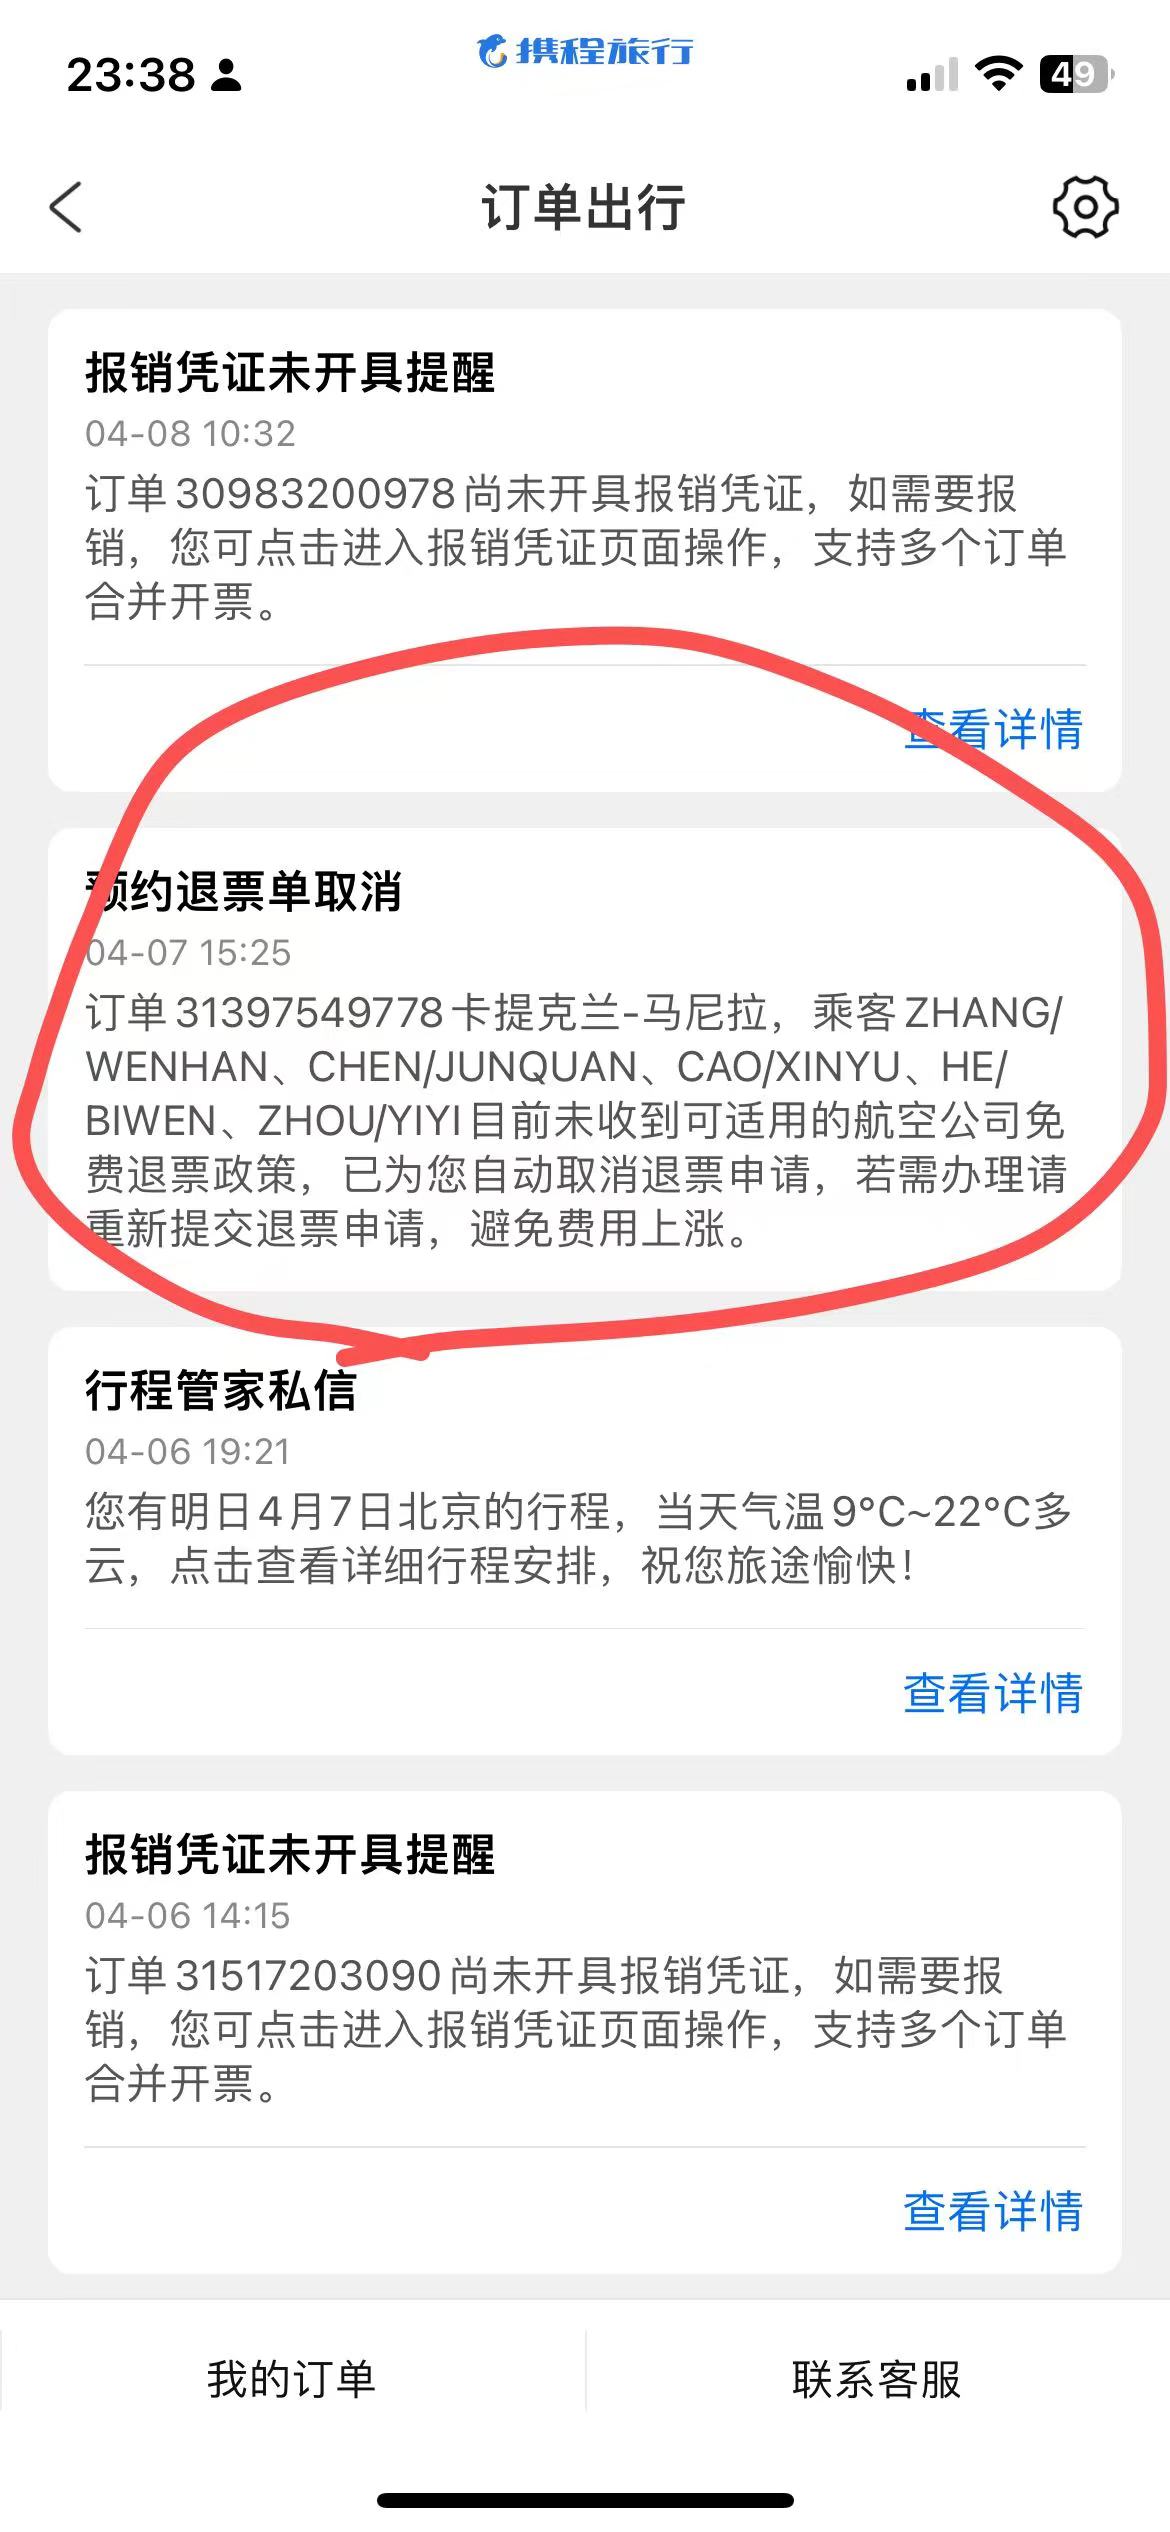 23:38
携程旅行
49
订单出行
报销凭证未开具提醒
04-08 10:32
订单30983200978尚未开具报销凭证，如需要报
销，您可点击进入报销凭证页面操作，支持多个订单
合并开票。
查看详情
预约退票单取消
04-07 15:25
订单31397549778卡提克兰-马尼拉，乘客ZHANG/
WENHAN、CHEN/JUNQUAN、CAO/XINYU、HE/
BIWEN、ZHOU/YIYI目前未收到可适用的航空公司免
费退票政策，已为您自动取消退票申请，若需办理请
重新提交退票申请，避免费用上涨。
行程管家私信
04-06 19:21
您有明日4月7日北京的行程，当天气温9°C~22°C多
云，点击查看详细行程安排，祝您旅途愉快！
查看详情
报销凭证未开具提醒
04-06 14:15
订单31517203090尚未开具报销凭证，如需要报
销，您可点击进入报销凭证页面操作，支持多个订单
合并开票。
查看详情
我的订单
联系客服